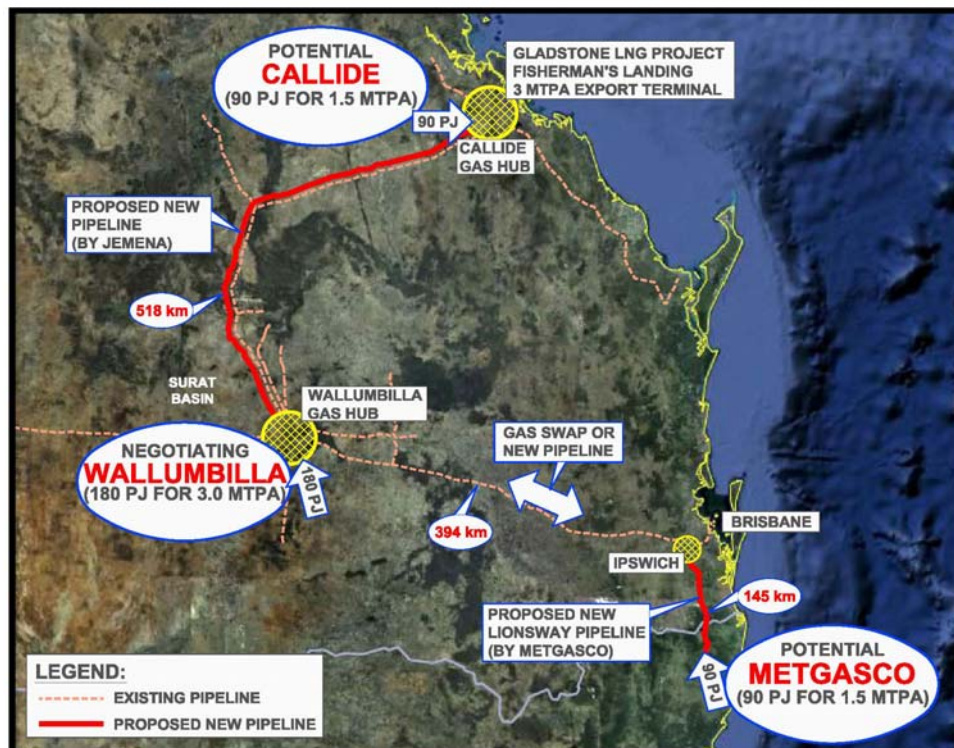 POTENTIAL
CALLIDE
(90 PJ FOR 1.5 MTPA)
GLADSTONE LNG PROJECT
FISHERMAN'S LANDING
3 MTPA EXPORT TERMINAL
90 PJ
CALLIDE
GAS HUB
PROPOSED NEW
PIPELINE
(BY JEMENA)
518 km
SURAT
BASIN
WALLUMBILLA
GAS HUB
NEGOTIATING
WALLUMBILLA
(180 PJ FOR 3.0 MTPA)
180 PJ
GAS SWAP OR
NEW PIPELINE
394 km
BRISBANE
IPSWICH
145 km
PROPOSED NEW
LIONSWAY PIPELINE
(BY METGASCO)
90 PJ
POTENTIAL
METGASCO
(90 PJ FOR 1.5 MTPA)
LEGEND:
EXISTING PIPELINE
PROPOSED NEW PIPELINE